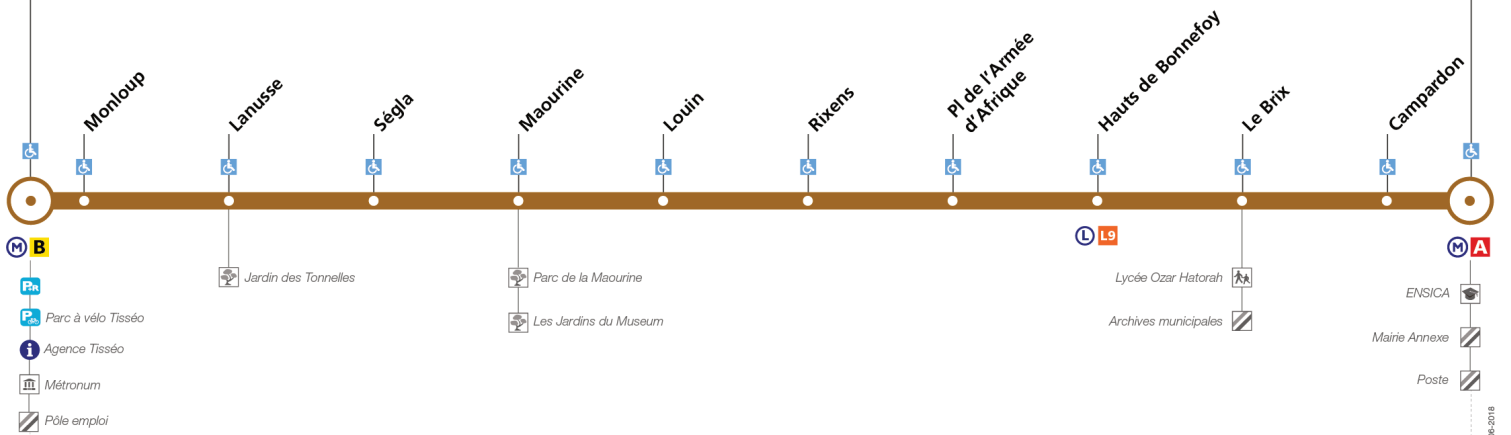 Monloup
Lanusse
Ségla
Maourine
Louin
Rixens
Pl de l'Armée
d'Afrique
Hauts de Bonnefoy
Le Brix
Campardon
M B
L L9
M A
P+R
Parc à vélo Tisséo
i Agence Tisséo
Métronum
Pôle emploi
Jardin des Tonnelles
Parc de la Maourine
Les Jardins du Museum
Lycée Ozar Hatorah
Archives municipales
ENSICA
Mairie Annexe
Poste